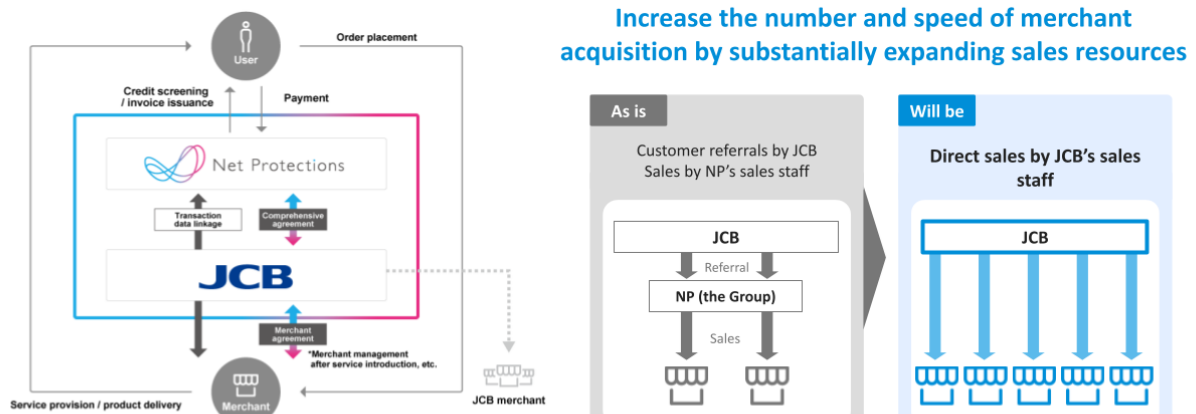 Order placement
User
Credit screening
/ invoice issuance
Payment
Net Protections
Transaction
data linkage
Comprehensive
agreement
JCB
Merchant
agreement
*Merchant management
after service introduction, etc.
Service provision / product delivery
Merchant
JCB merchant
Increase the number and speed of merchant
acquisition by substantially expanding sales resources
As is
Customer referrals by JCB
Sales by NP's sales staff
JCB
Referral
NP (the Group)
Sales
Will be
Direct sales by JCB's sales
staff
JCB